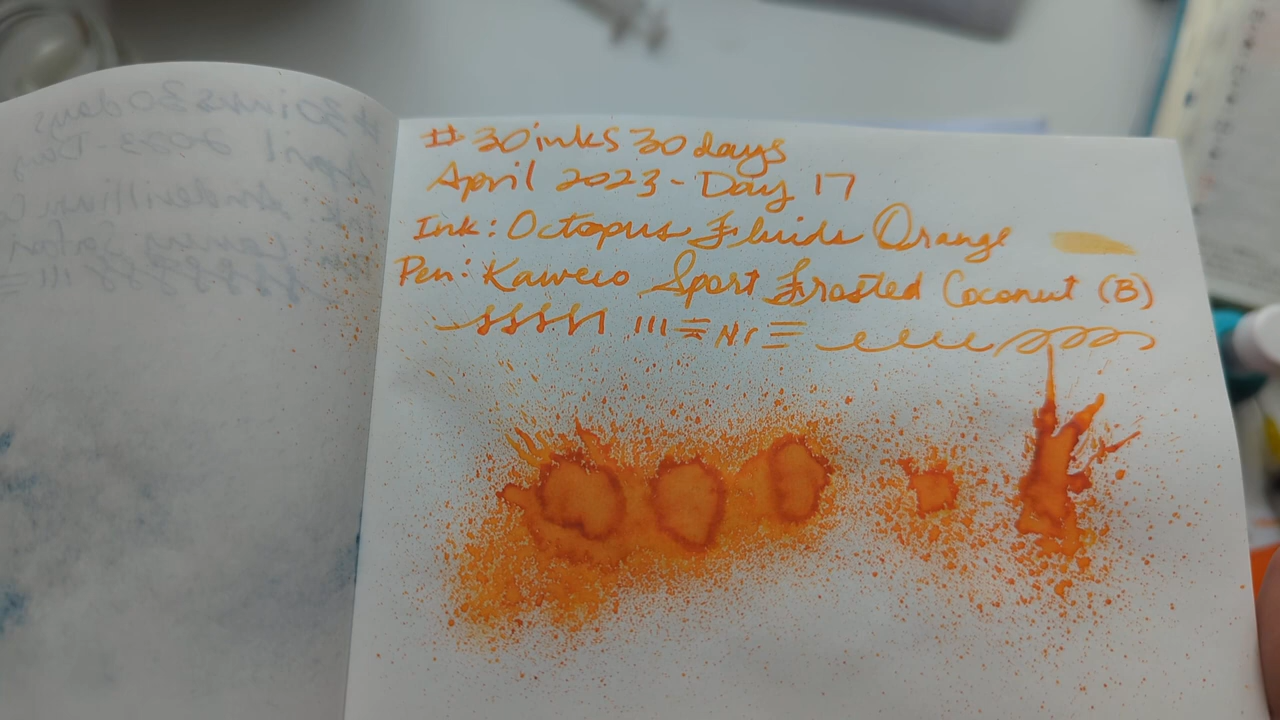 #30inks30days
April 2023 - Day 17
Ink: Octopus Fluids Orange
Pen: Kaweco Sport Frosted Coconut (B)